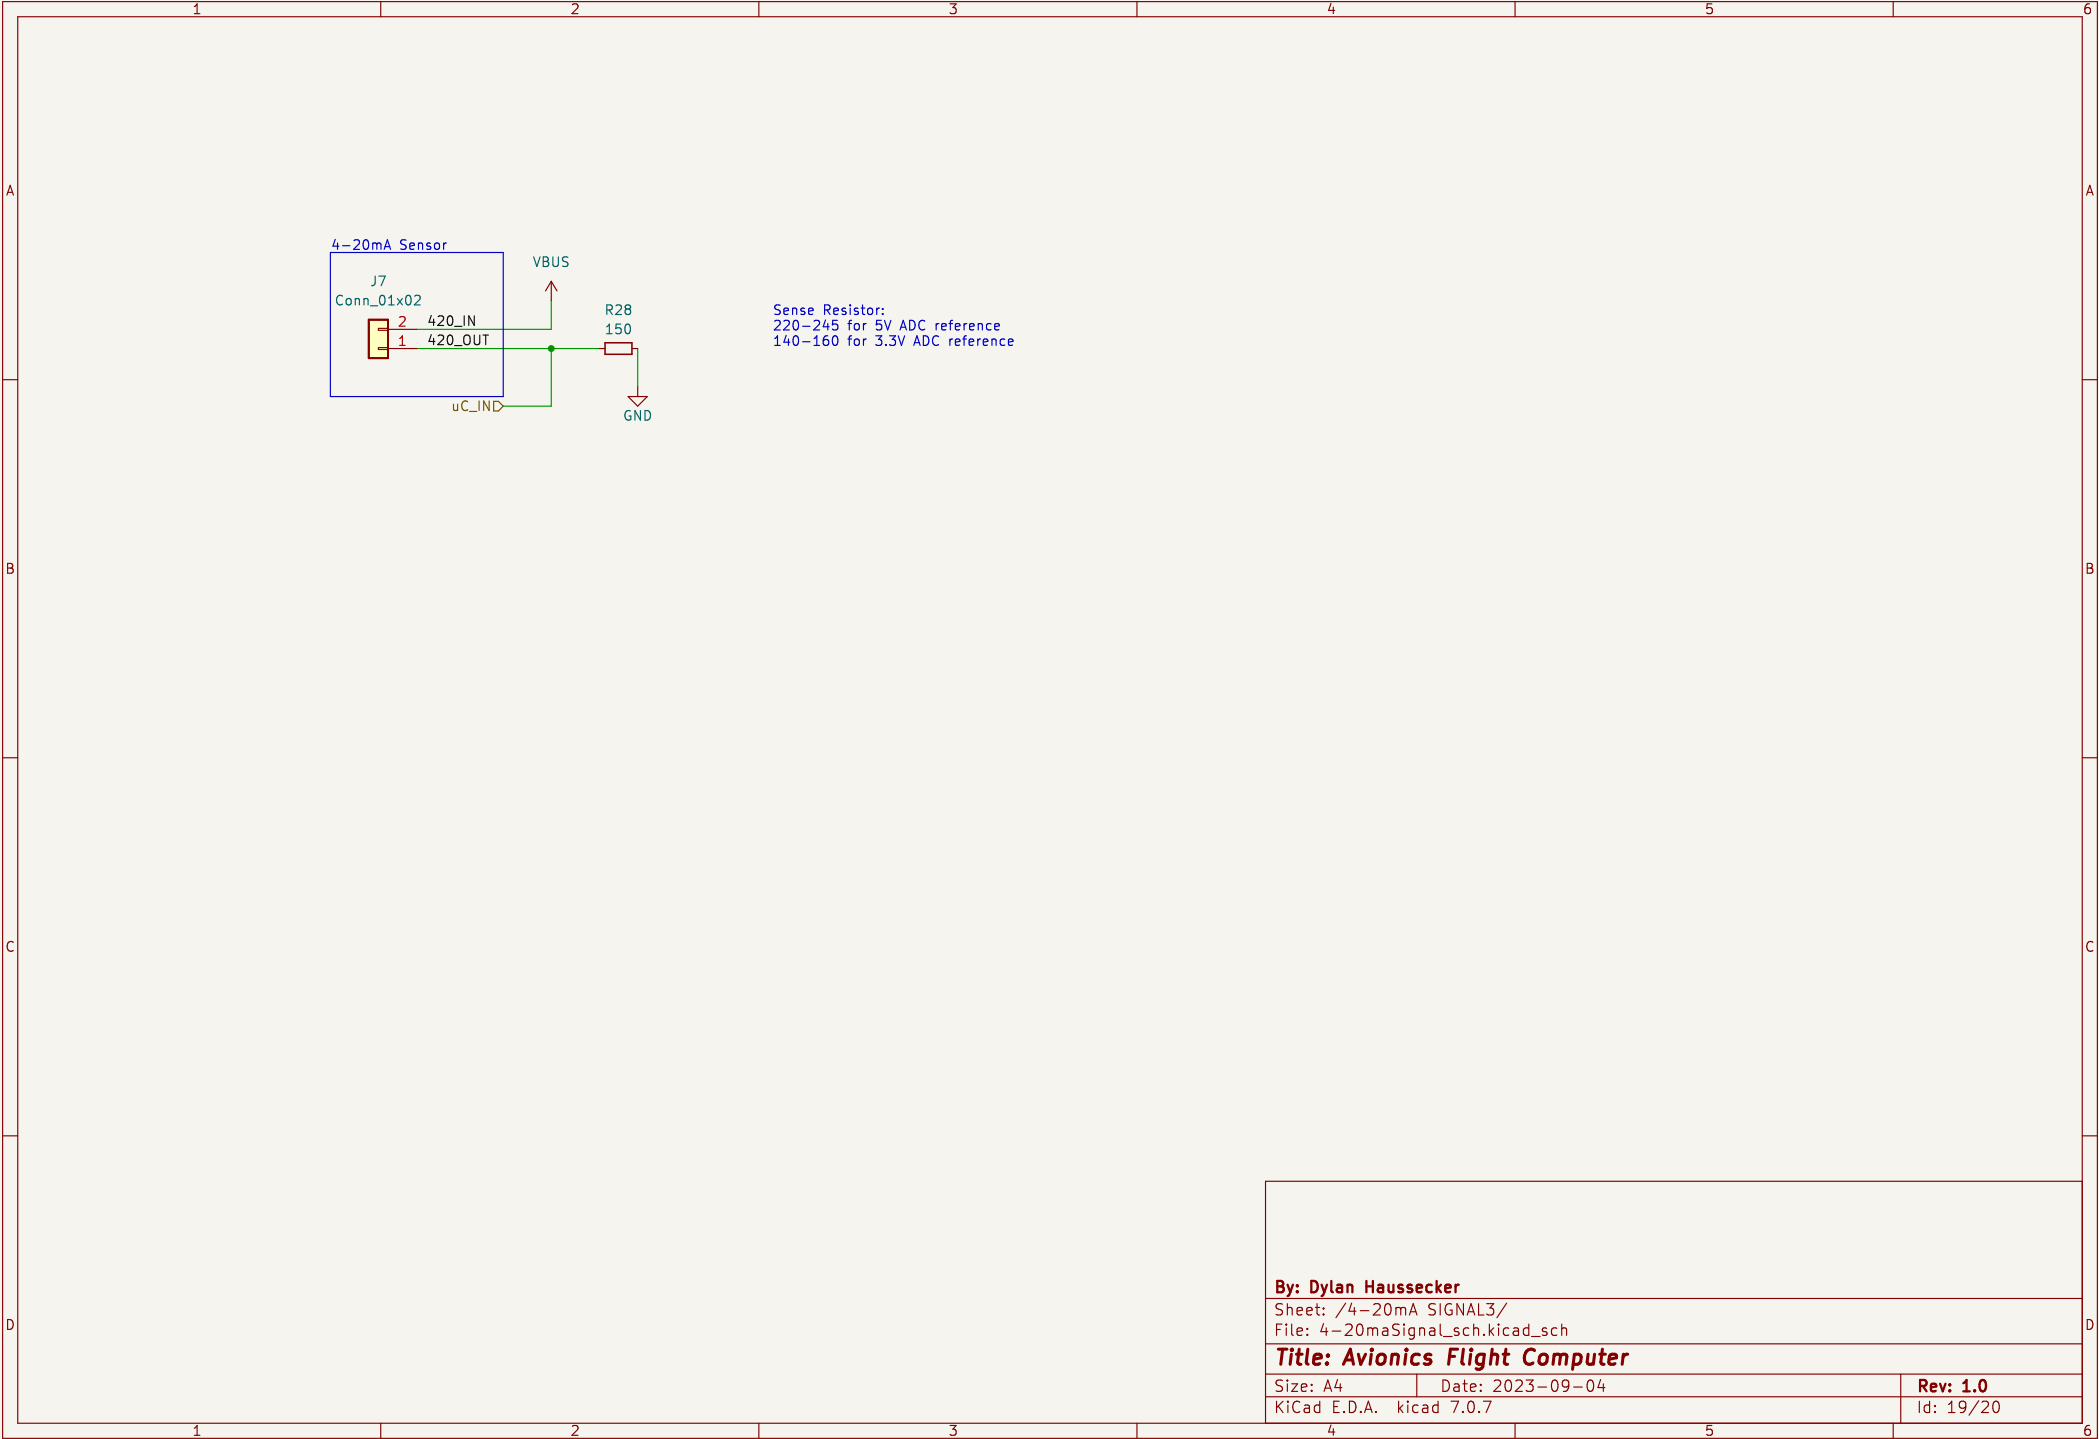 1 2 3 4 5 6
A A
4-20mA Sensor
VBUS
J7
Conn_01x02
2 420_IN
1 420_OUT
R28
150
Sense Resistor:
220-245 for 5V ADC reference
140-160 for 3.3V ADC reference
uC_IN
GND
B B
C C
By: Dylan Haussecker
Sheet: /4-20mA SIGNAL3/
File: 4-20maSignal_sch.kicad_sch
D D
Title: Avionics Flight Computer
Size: A4 Date: 2023-09-04 Rev: 1.0
KiCad E.D.A. kicad 7.0.7 Id: 19/20
1 2 3 4 5 6